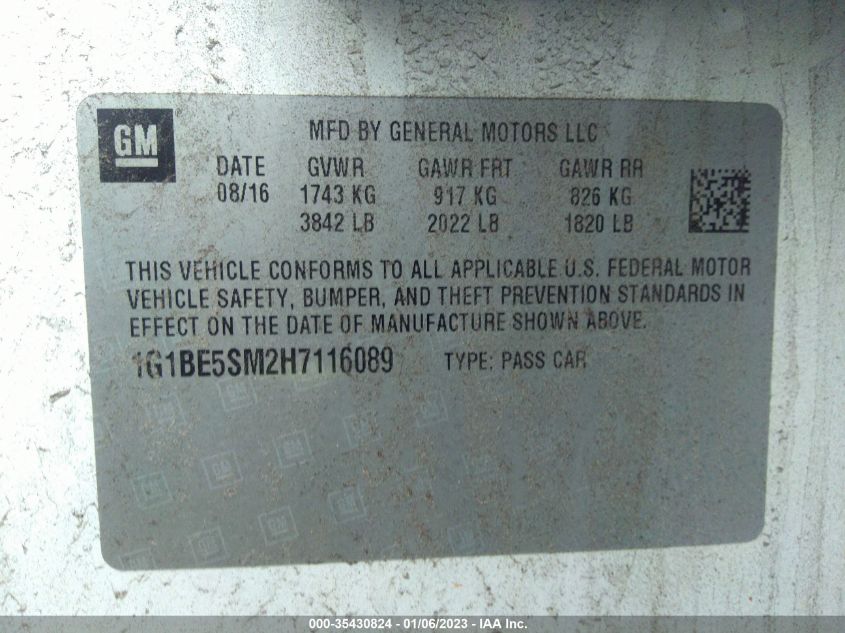 GM
MFD BY GENERAL MOTORS LLC
DATE GVWR GAWR FRT GAWR RR
08/16 1743 KG 917 KG 826 KG
3842 LB 2022 LB 1820 LB
THIS VEHICLE CONFORMS TO ALL APPLICABLE U.S. FEDERAL MOTOR
VEHICLE SAFETY, BUMPER, AND THEFT PREVENTION STANDARDS IN
EFFECT ON THE DATE OF MANUFACTURE SHOWN ABOVE.
1G1BE5SM2H7116089 TYPE: PASS CAR
000-35430824 - 01/06/2023 - IAA Inc.